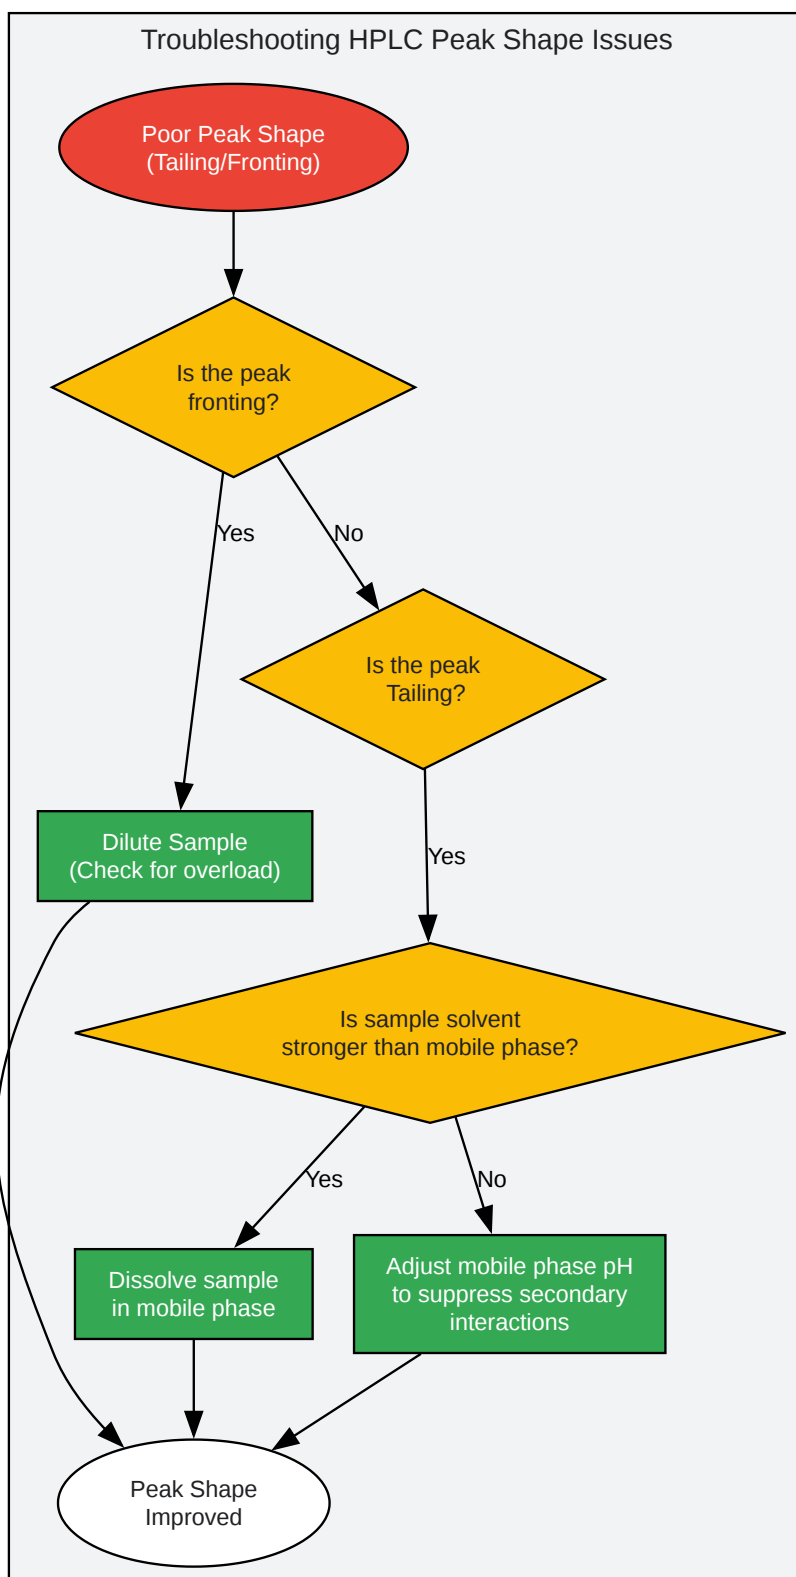 Troubleshooting HPLC Peak Shape Issues
Poor Peak Shape
(Tailing/Fronting)
Is the peak
fronting?
Yes
No
Is the peak
Tailing?
Dilute Sample
(Check for overload)
Yes
Is sample solvent
stronger than mobile phase?
Yes
No
Dissolve sample
in mobile phase
Adjust mobile phase pH
to suppress secondary
interactions
Peak Shape
Improved